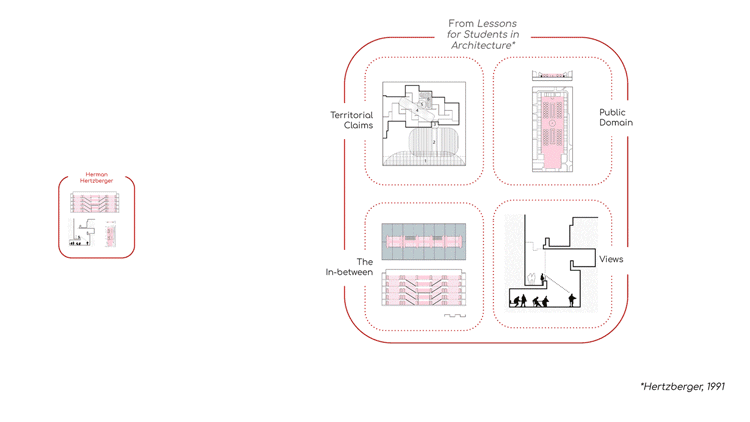 From Lessons
for Students in
Architecture*
Territorial
Claims
Public
Domain
Herman
Hertzberger
The
In-between
Views
*Hertzberger, 1991